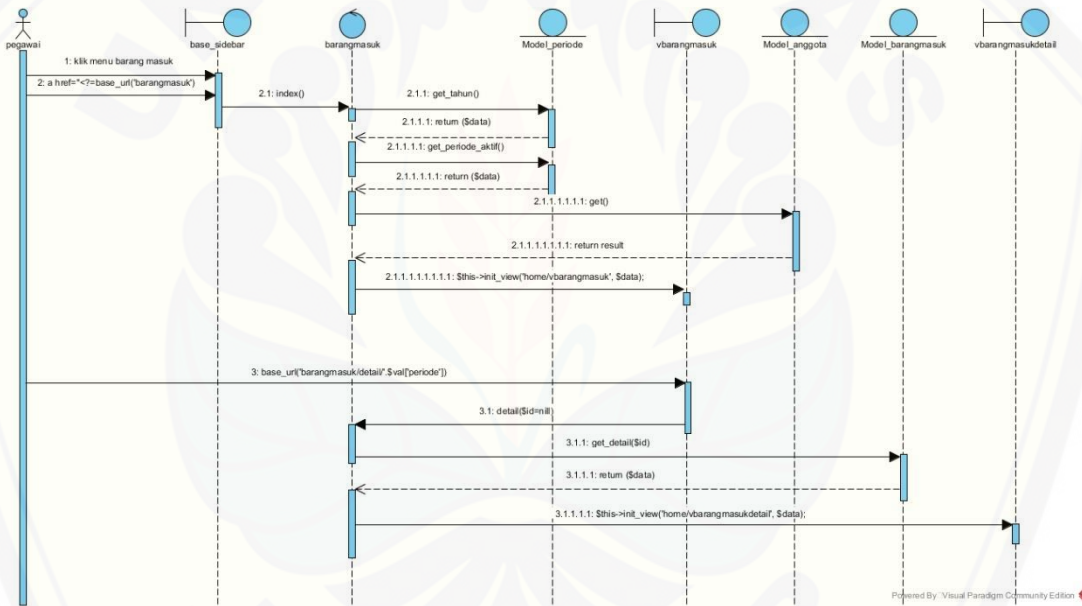 pegawai
base_sidebar
barangmasuk
Model_periode
vbarangmasuk
Model_anggota
Model_barangmasuk
vbarangmasukdetail
1: klik menu barang masuk
2: a href="<?=base_url('barangmasuk')
2.1: index()
2.1.1: get_tahun()
2.1.1.1: return ($data)
2.1.1.1.1: get_periode_aktif()
2.1.1.1.1.1: return ($data)
2.1.1.1.1.1.1: get()
2.1.1.1.1.1.1.1: return result
2.1.1.1.1.1.1.1.1: $this->init_view('home/vbarangmasuk', $data);
3: base_url('barangmasuk/detail/'.$val['periode'])
3.1: detail($id=nill)
3.1.1: get_detail($id)
3.1.1.1: return ($data)
3.1.1.1.1: $this->init_view('home/vbarangmasukdetail', $data);
Powered By Visual Paradigm Community Edition